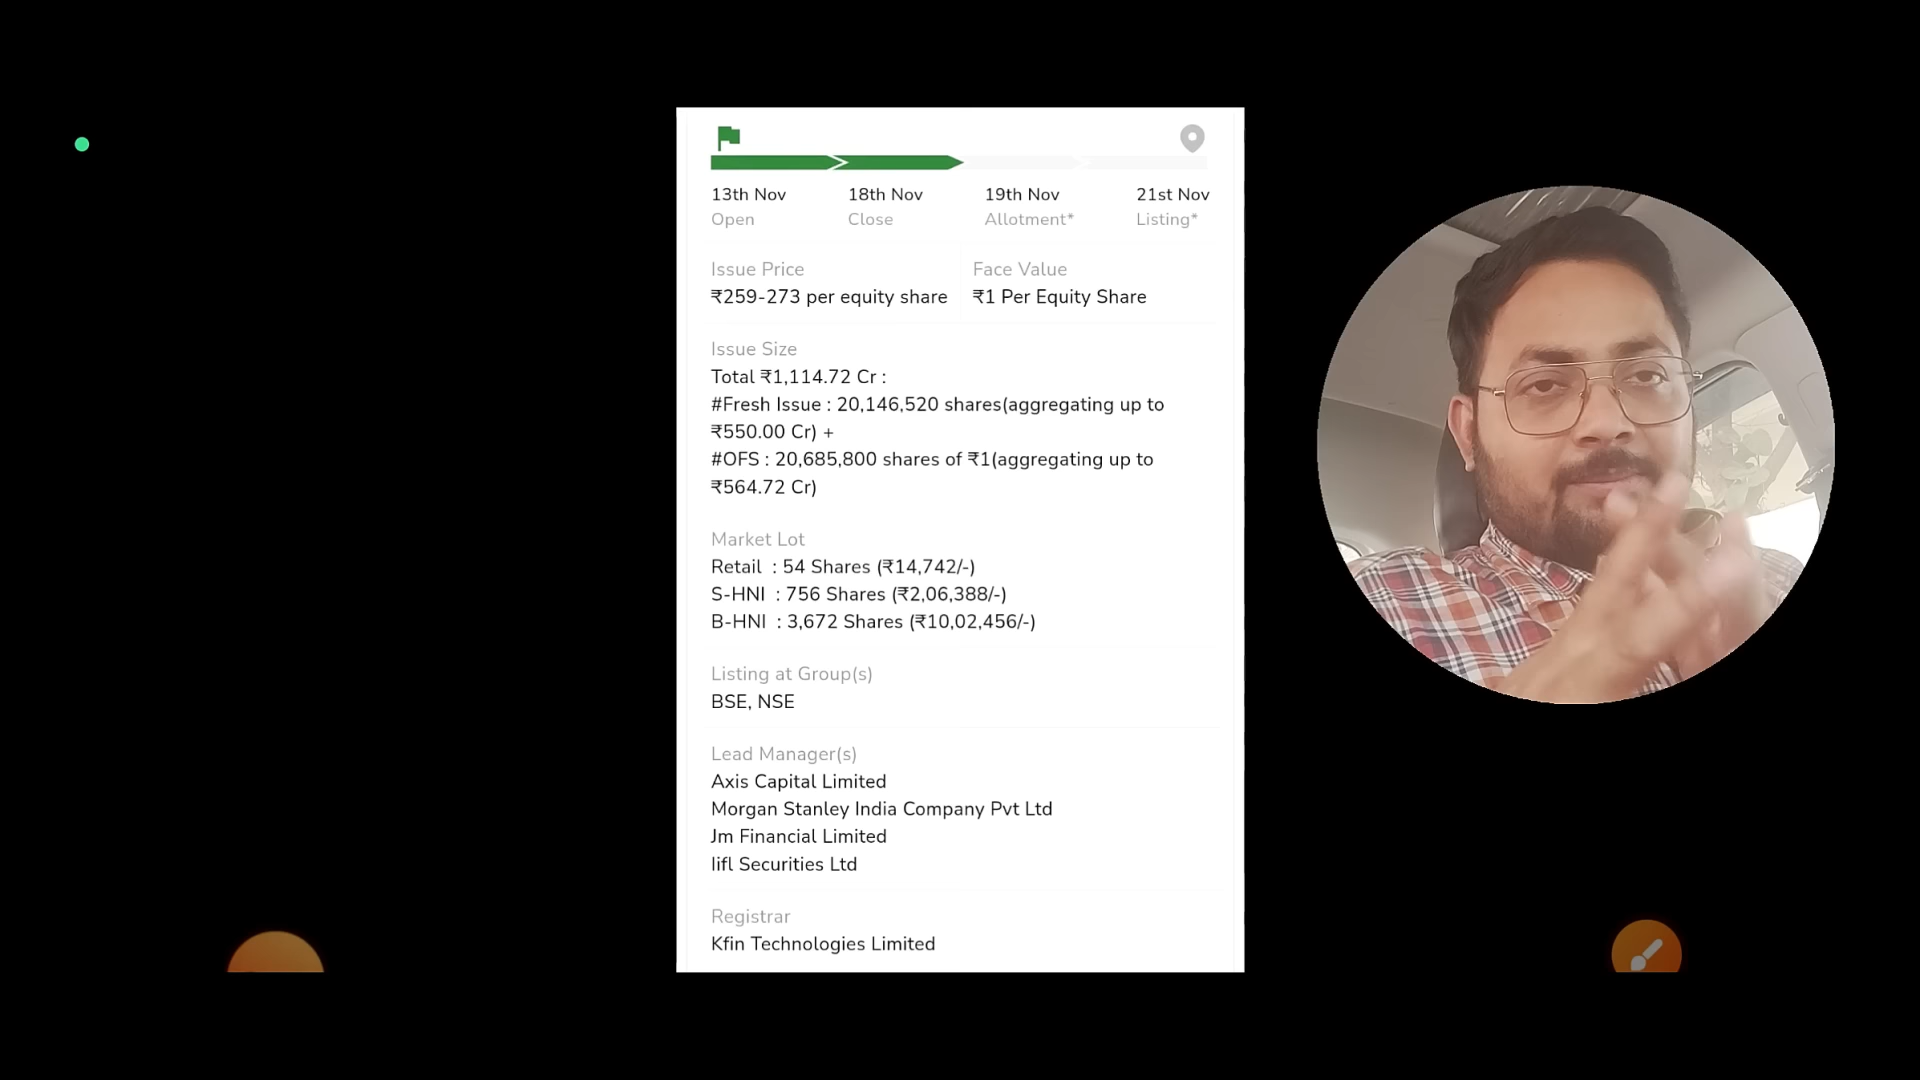 13th Nov 18th Nov 19th Nov 21st Nov
Open Close Allotment* Listing*
Issue Price Face Value
₹259-273 per equity share ₹1 Per Equity Share
Issue Size
Total ₹1,114.72 Cr :
#Fresh Issue : 20,146,520 shares(aggregating up to
₹550.00 Cr) +
#OFS : 20,685,800 shares of ₹1(aggregating up to
₹564.72 Cr)
Market Lot
Retail : 54 Shares (₹14,742/-)
S-HNI : 756 Shares (₹2,06,388/-)
B-HNI : 3,672 Shares (₹10,02,456/-)
Listing at Group(s)
BSE, NSE
Lead Manager(s)
Axis Capital Limited
Morgan Stanley India Company Pvt Ltd
Jm Financial Limited
Iifl Securities Ltd
Registrar
Kfin Technologies Limited